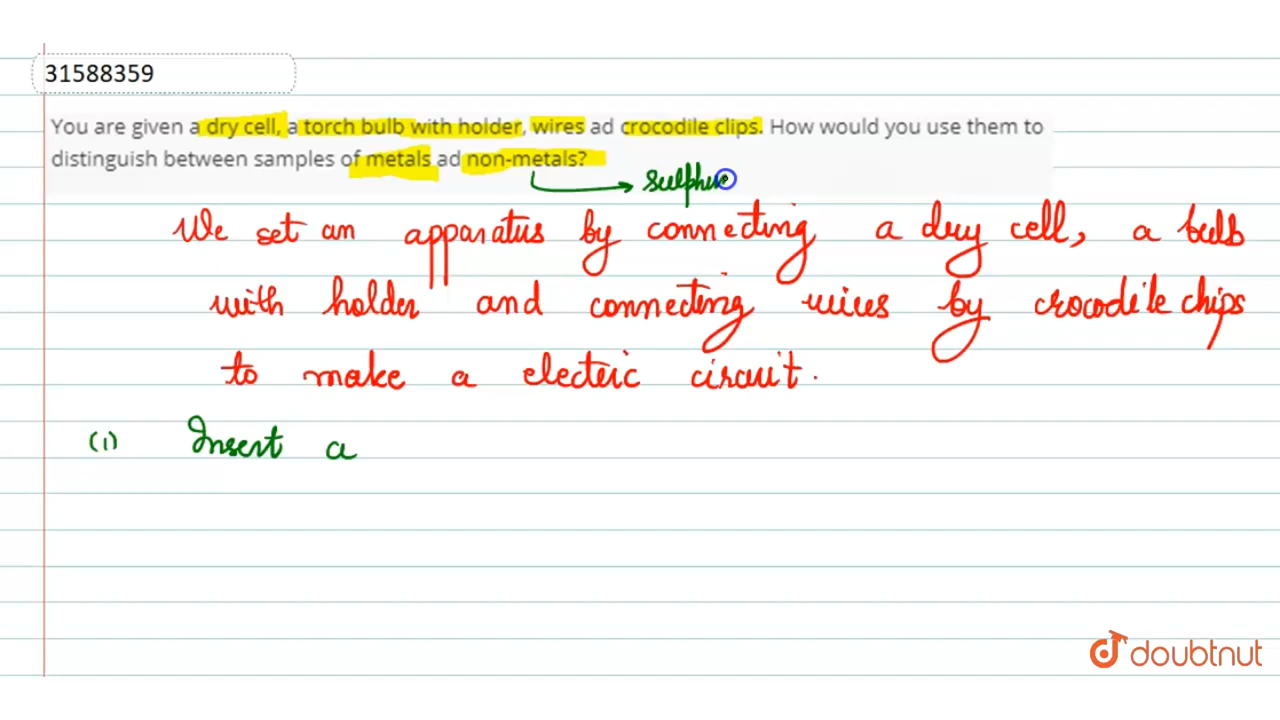 31588359
You are given a dry cell, a torch bulb with holder, wires ad crocodile clips. How would you use them to
distinguish between samples of metals ad non-metals?
sulphur
We set an apparatus by connecting a dry cell, a bulb
with holder and connecting wires by crocodile chips
to make a electric circuit.
(1) Insert a
doubtnut